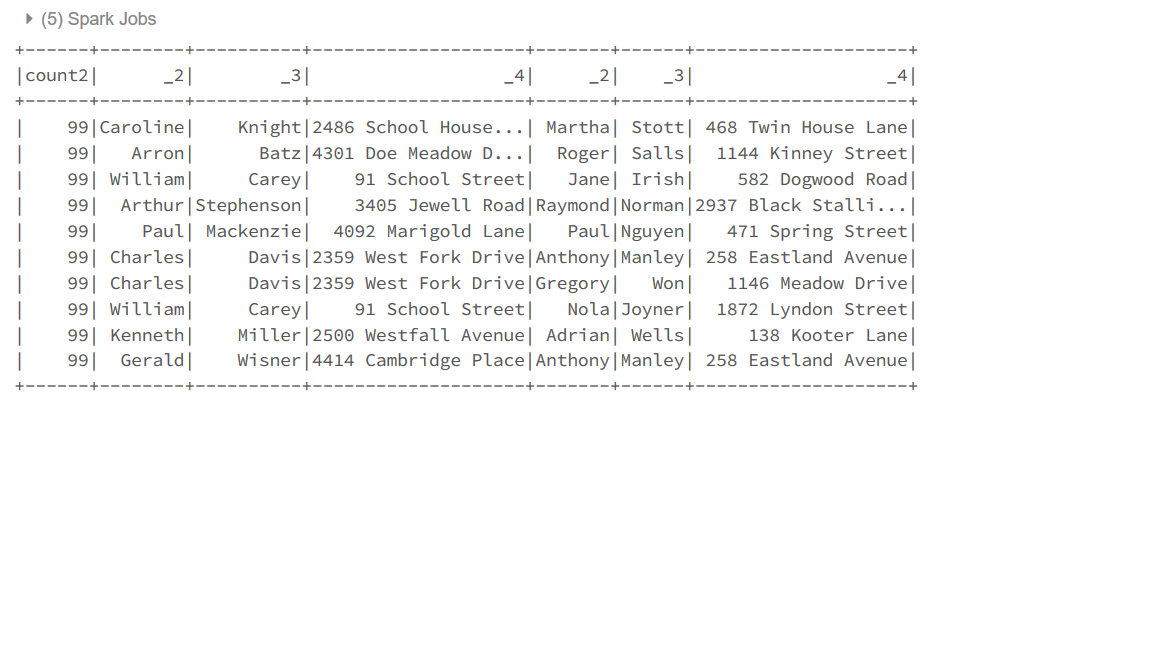 (5) Spark Jobs
+------+--------+----------+--------------------+-------+------+--------------------+
|count2|      _2|        _3|                  _4|     _2|    _3|                  _4|
+------+--------+----------+--------------------+-------+------+--------------------+
|    99|Caroline|    Knight|2486 School House...| Martha| Stott| 468 Twin House Lane|
|    99|   Arron|      Batz|4301 Doe Meadow D...|  Roger| Salls|  1144 Kinney Street|
|    99| William|     Carey|    91 School Street|   Jane| Irish|    582 Dogwood Road|
|    99|  Arthur|Stephenson|    3405 Jewell Road|Raymond|Norman|2937 Black Stalli...|
|    99|    Paul| Mackenzie|  4092 Marigold Lane|   Paul|Nguyen|   471 Spring Street|
|    99| Charles|     Davis|2359 West Fork Drive|Anthony|Manley| 258 Eastland Avenue|
|    99| Charles|     Davis|2359 West Fork Drive|Gregory|   Won|   1146 Meadow Drive|
|    99| William|     Carey|    91 School Street|   Nola|Joyner|  1872 Lyndon Street|
|    99| Kenneth|    Miller|2500 Westfall Avenue| Adrian| Wells|     138 Kooter Lane|
|    99|  Gerald|    Wisner|4414 Cambridge Place|Anthony|Manley| 258 Eastland Avenue|
+------+--------+----------+--------------------+-------+------+--------------------+